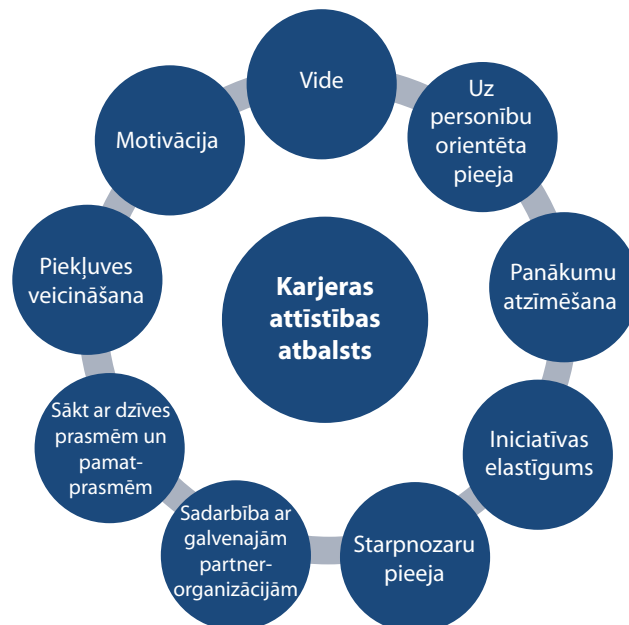 Vide
Uz
personību
orientēta
pieeja
Panākumu
atzīmēšana
Iniciatīvas
elastīgums
Starpnozaru
pieeja
Sadarbība ar
galvenajām
partner-
organizācijām
Sākt ar dzīves
prasmēm un
pamat-
prasmēm
Piekļuves
veicināšana
Motivācija
Karjeras
attīstības
atbalsts